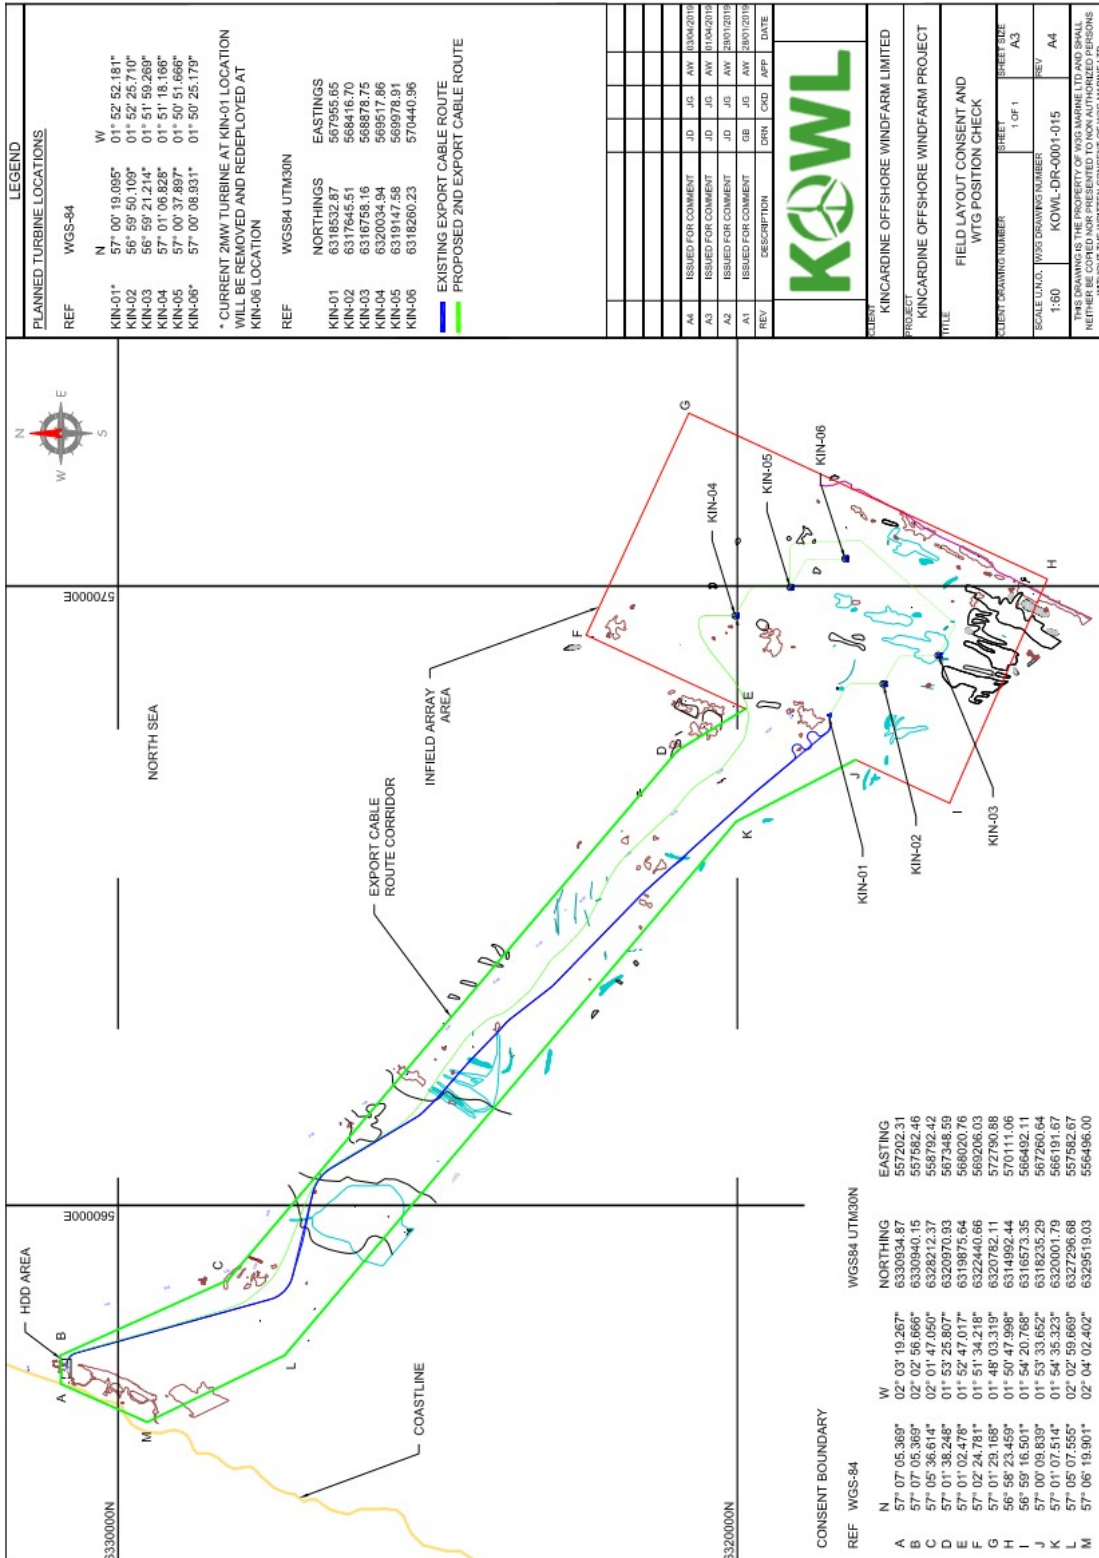 LEGEND
PLANNED TURBINE LOCATIONS
REF WGS-84
N W
KIN-01* 57° 00' 19.095" 01° 52' 52.181"
KIN-02 56° 59' 50.109" 01° 52' 25.710"
KIN-03 56° 59' 21.214" 01° 51' 59.269"
KIN-04 57° 01' 06.828" 01° 51' 18.166"
KIN-05 57° 00' 37.897" 01° 50' 51.666"
KIN-06* 57° 00' 08.931" 01° 50' 25.179"
* CURRENT 2MW TURBINE AT KIN-01 LOCATION
WILL BE REMOVED AND REDEPLOYED AT
KIN-06 LOCATION
REF WGS84 UTM30N
NORTHINGS EASTINGS
KIN-01 6318532.87 567955.65
KIN-02 6317645.51 568416.70
KIN-03 6316758.16 568878.75
KIN-04 6320034.94 569517.86
KIN-05 6319147.58 569978.91
KIN-06 6318260.23 570440.96
EXISTING EXPORT CABLE ROUTE
PROPOSED 2ND EXPORT CABLE ROUTE
A4 ISSUED FOR COMMENT JD JG AW 03/04/2019
A3 ISSUED FOR COMMENT JD JG AW 01/04/2019
A2 ISSUED FOR COMMENT JD JG AW 29/01/2019
A1 ISSUED FOR COMMENT GB JG AW 28/01/2019
REV DESCRIPTION DRN CKD APP DATE
KOWL
CLIENT
KINCARDINE OFFSHORE WINDFARM LIMITED
PROJECT
KINCARDINE OFFSHORE WINDFARM PROJECT
TITLE
FIELD LAYOUT CONSENT AND
WTG POSITION CHECK
CLIENT DRAWING NUMBER SHEET SHEET SIZE
1 OF 1 A3
SCALE U.N.O. W3G DRAWING NUMBER REV
1:60 KOWL-DR-0001-015 A4
THIS DRAWING IS THE PROPERTY OF W3G MARINE LTD AND SHALL
NEITHER BE COPIED NOR PRESENTED TO NON AUTHORIZED PERSONS
N
W E
S
570000E
560000E
6330000N
6320000N
NORTH SEA
HDD AREA
A
B
C
D
E
F
G
H
I
J
K
L
M
EXPORT CABLE
ROUTE CORRIDOR
INFIELD ARRAY
AREA
COASTLINE
KIN-04
KIN-05
KIN-06
KIN-01
KIN-02
KIN-03
CONSENT BOUNDARY
REF WGS-84 WGS84 UTM30N
N W NORTHING EASTING
A 57° 07' 05.369" 02° 03' 19.267" 6330934.87 557202.31
B 57° 07' 05.369" 02° 02' 56.666" 6330940.15 557582.46
C 57° 05' 36.614" 02° 01' 47.050" 6328212.37 558792.42
D 57° 01' 38.248" 01° 53' 25.807" 6320970.93 567348.59
E 57° 01' 02.478" 01° 52' 47.017" 6319875.64 568020.76
F 57° 02' 24.781" 01° 51' 34.218" 6322440.66 569206.03
G 57° 01' 29.168" 01° 48' 03.319" 6320782.11 572790.88
H 56° 58' 23.459" 01° 50' 47.998" 6314992.44 570111.06
I 56° 59' 16.501" 01° 54' 20.768" 6316573.35 566492.11
J 57° 00' 09.839" 01° 53' 33.652" 6318235.29 567260.64
K 57° 01' 07.514" 01° 54' 35.323" 6320001.79 566191.67
L 57° 05' 07.555" 02° 02' 59.669" 6327296.68 557582.67
M 57° 06' 19.901" 02° 04' 02.402" 6329519.03 556496.00